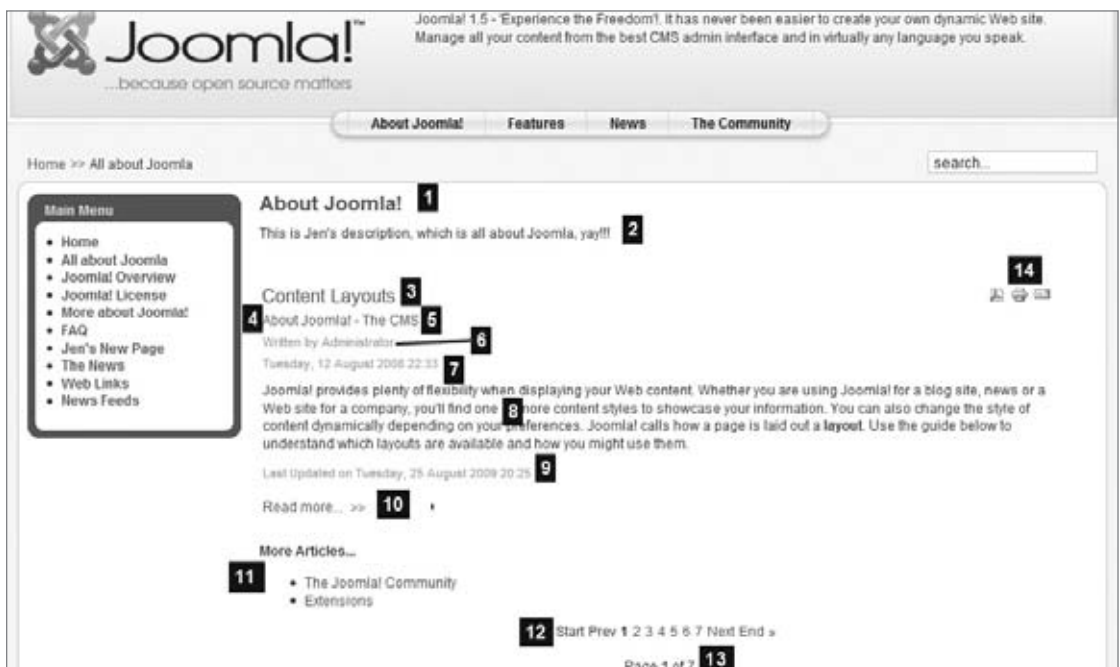 Joomla!™
...because open source matters
Joomla! 1.5 - 'Experience the Freedom'!. It has never been easier to create your own dynamic Web site.
Manage all your content from the best CMS admin interface and in virtually any language you speak.
About Joomla! Features News The Community
Home >> All about Joomla
search...
Main Menu
Home
All about Joomla
Joomla! Overview
Joomla! License
More about Joomla!
FAQ
Jen's New Page
The News
Web Links
News Feeds
About Joomla! 1
This is Jen's description, which is all about Joomla, yay!!! 2
14
Content Layouts 3
4 About Joomla! - The CMS 5
Written by Administrator 6
Tuesday, 12 August 2008 22:33 7
Joomla! provides plenty of flexibility when displaying your Web content. Whether you are using Joomla! for a blog site, news or a
Web site for a company, you'll find one 8 more content styles to showcase your information. You can also change the style of
content dynamically depending on your preferences. Joomla! calls how a page is laid out a layout. Use the guide below to
understand which layouts are available and how you might use them.
Last Updated on Tuesday, 25 August 2009 20:25 9
Read more... >> 10
More Articles...
11
The Joomla! Community
Extensions
12 Start Prev 1 2 3 4 5 6 7 Next End »
Page 1 of 7 13